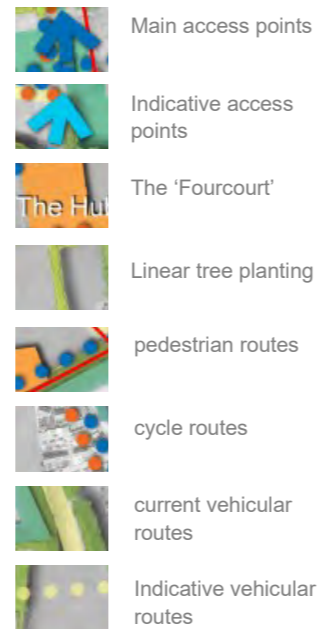 Main access points
Indicative access
points
The Hu
The ‘Fourcourt’
Linear tree planting
pedestrian routes
cycle routes
current vehicular
routes
Indicative vehicular
routes